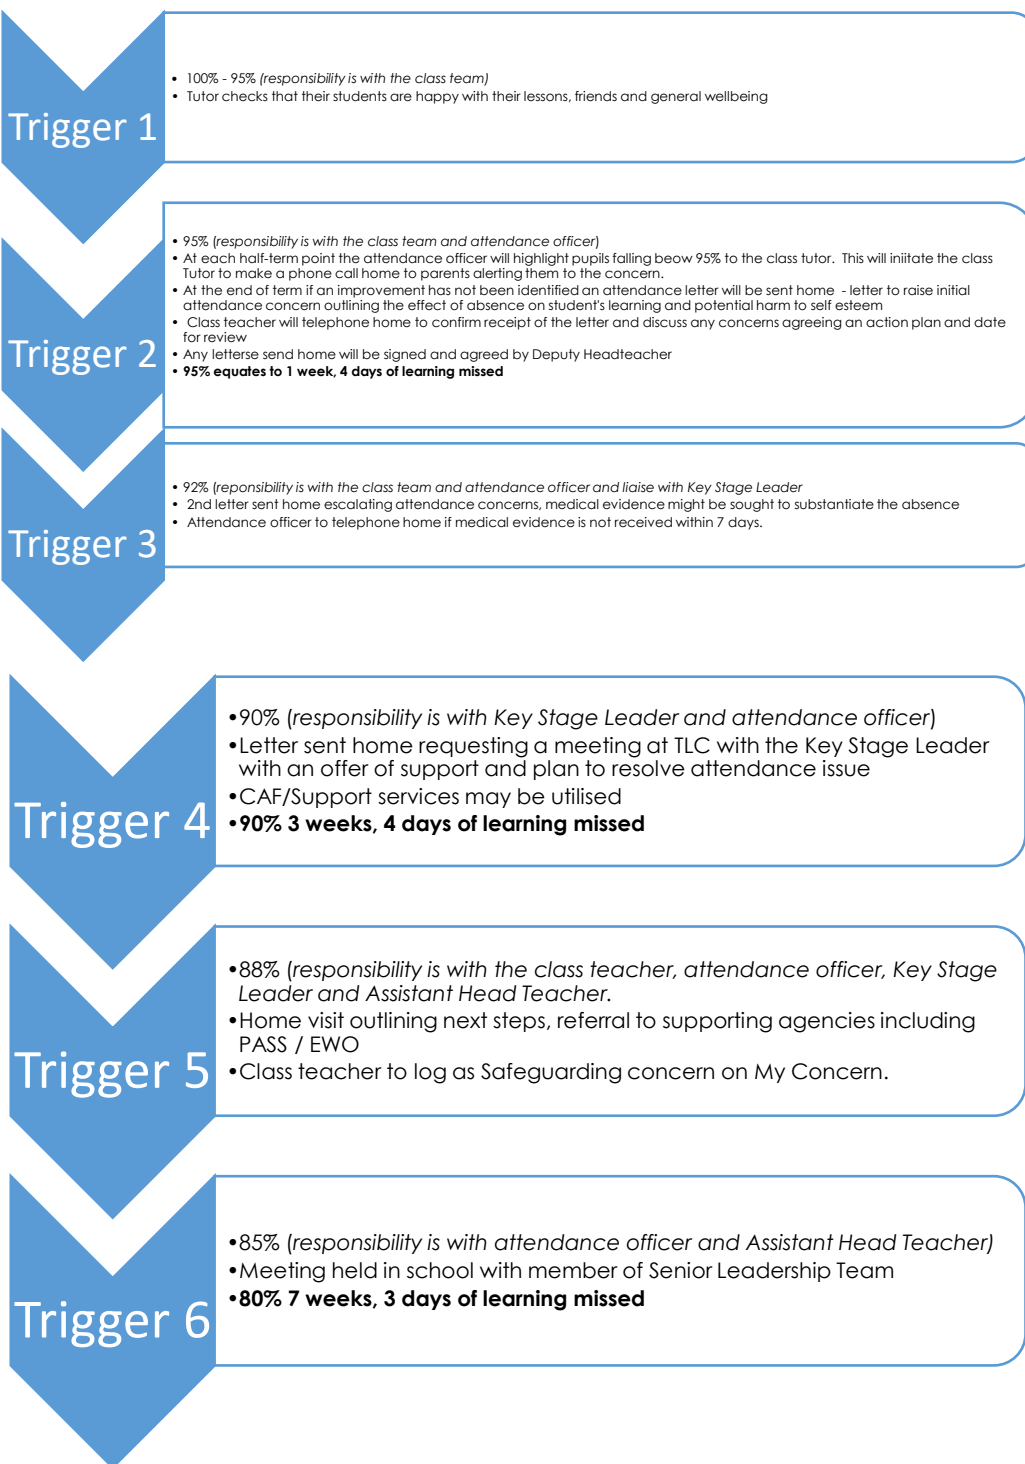 Trigger 1
• 100% - 95% (responsibility is with the class team)
• Tutor checks that their students are happy with their lessons, friends and general wellbeing
Trigger 2
• 95% (responsibility is with the class team and attendance officer)
• At each half-term point the attendance officer will highlight pupils falling beow 95% to the class tutor. This will iniitate the class
Tutor to make a phone call home to parents alerting them to the concern.
• At the end of term if an improvement has not been identified an attendance letter will be sent home - letter to raise initial
attendance concern outlining the effect of absence on student's learning and potential harm to self esteem
• Class teacher will telephone home to confirm receipt of the letter and discuss any concerns agreeing an action plan and date
for review
• Any letterse send home will be signed and agreed by Deputy Headteacher
• 95% equates to 1 week, 4 days of learning missed
Trigger 3
• 92% (reponsibility is with the class team and attendance officer and liaise with Key Stage Leader
• 2nd letter sent home escalating attendance concerns, medical evidence might be sought to substantiate the absence
• Attendance officer to telephone home if medical evidence is not received within 7 days.
Trigger 4
•90% (responsibility is with Key Stage Leader and attendance officer)
•Letter sent home requesting a meeting at TLC with the Key Stage Leader
with an offer of support and plan to resolve attendance issue
•CAF/Support services may be utilised
•90% 3 weeks, 4 days of learning missed
Trigger 5
•88% (responsibility is with the class teacher, attendance officer, Key Stage
Leader and Assistant Head Teacher.
•Home visit outlining next steps, referral to supporting agencies including
PASS / EWO
•Class teacher to log as Safeguarding concern on My Concern.
Trigger 6
•85% (responsibility is with attendance officer and Assistant Head Teacher)
•Meeting held in school with member of Senior Leadership Team
•80% 7 weeks, 3 days of learning missed